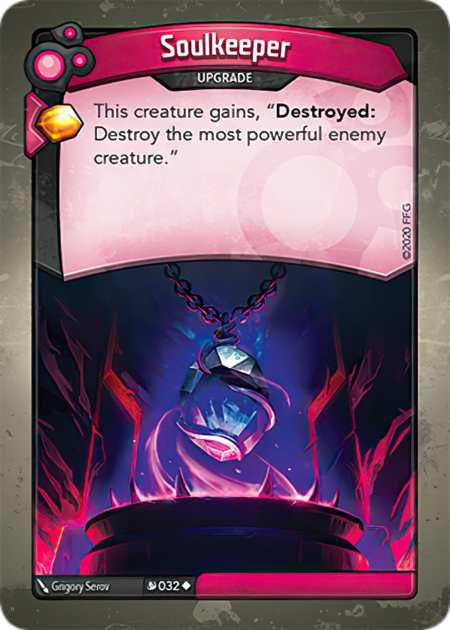 Soulkeeper
UPGRADE
This creature gains, “Destroyed:
Destroy the most powerful enemy
creature.”
©2020 FFG
Grigory Serov
032